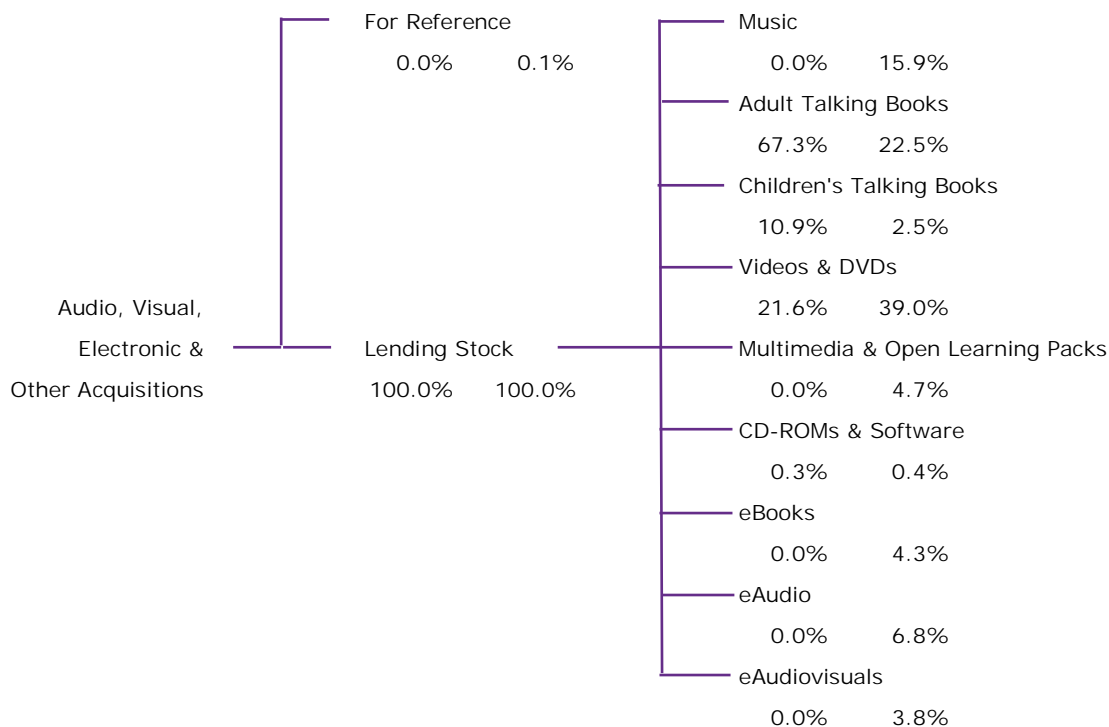 For Reference
0.0% 0.1%
Audio, Visual,
Electronic &
Other Acquisitions
Lending Stock
100.0% 100.0%
Music
0.0% 15.9%
Adult Talking Books
67.3% 22.5%
Children's Talking Books
10.9% 2.5%
Videos & DVDs
21.6% 39.0%
Multimedia & Open Learning Packs
0.0% 4.7%
CD-ROMs & Software
0.3% 0.4%
eBooks
0.0% 4.3%
eAudio
0.0% 6.8%
eAudiovisuals
0.0% 3.8%